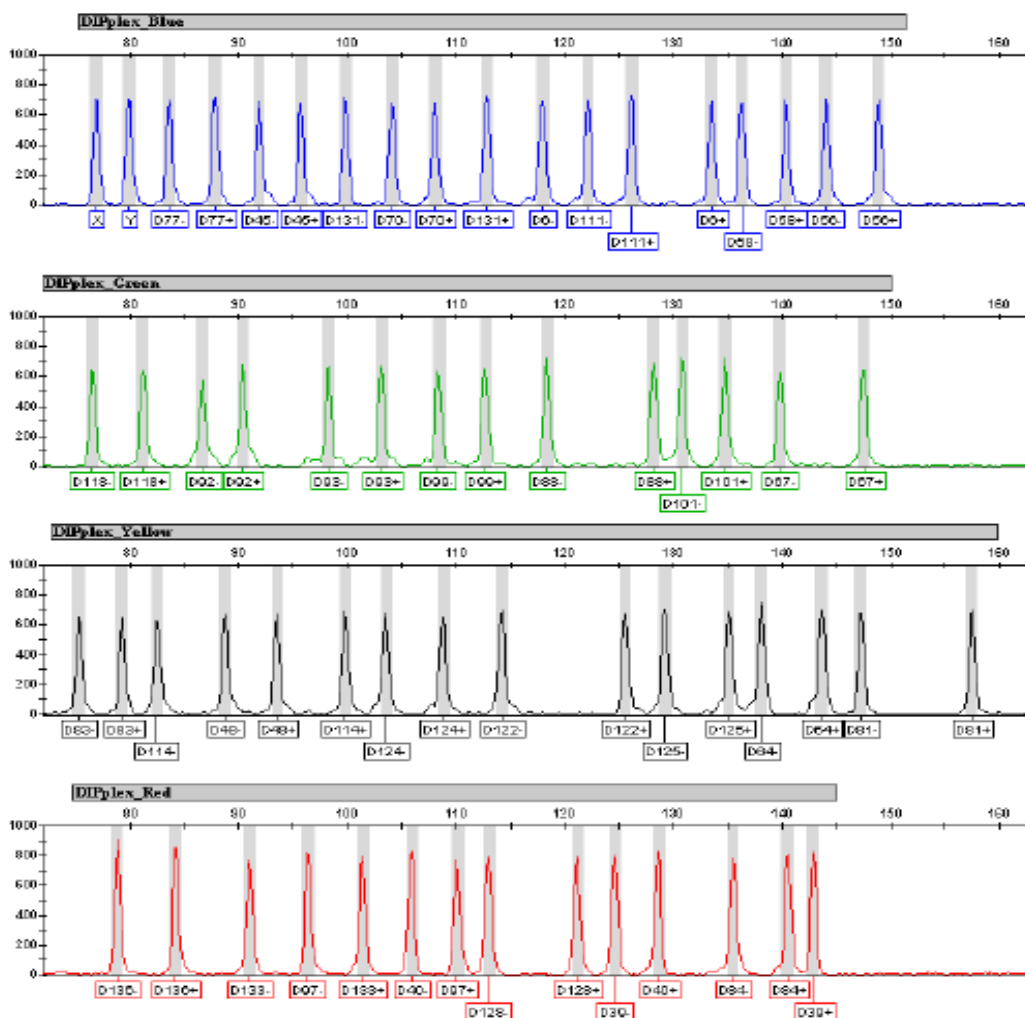 DIPplex_Blue
80 90 100 110 120 130 140 150 160
1000
800
600
400
200
0
X Y D77- D77+ D45- D45+ D131- D70- D70+ D131+ D6- D111- D6+ D58+ D56- D56+
D111+ D58-
DIPplex_Green
80 90 100 110 120 130 140 150 160
1000
800
600
400
200
0
D118- D118+ D92- D92+ D93- D93+ D99- D99+ D88- D88+ D101+ D67- D67+
D101-
DIPplex_Yellow
80 90 100 110 120 130 140 150 160
1000
800
600
400
200
0
D83- D83+ D48- D48+ D114+ D124+ D122- D122+ D125+ D64+ D81- D81+
D114- D124- D125-
DIPplex_Red
80 90 100 110 120 130 140 150 160
1000
800
600
400
200
0
D136+ D133- D97- D133+ D40- D97+ D128+ D40+ D84- D84+
D128- D39- D39+